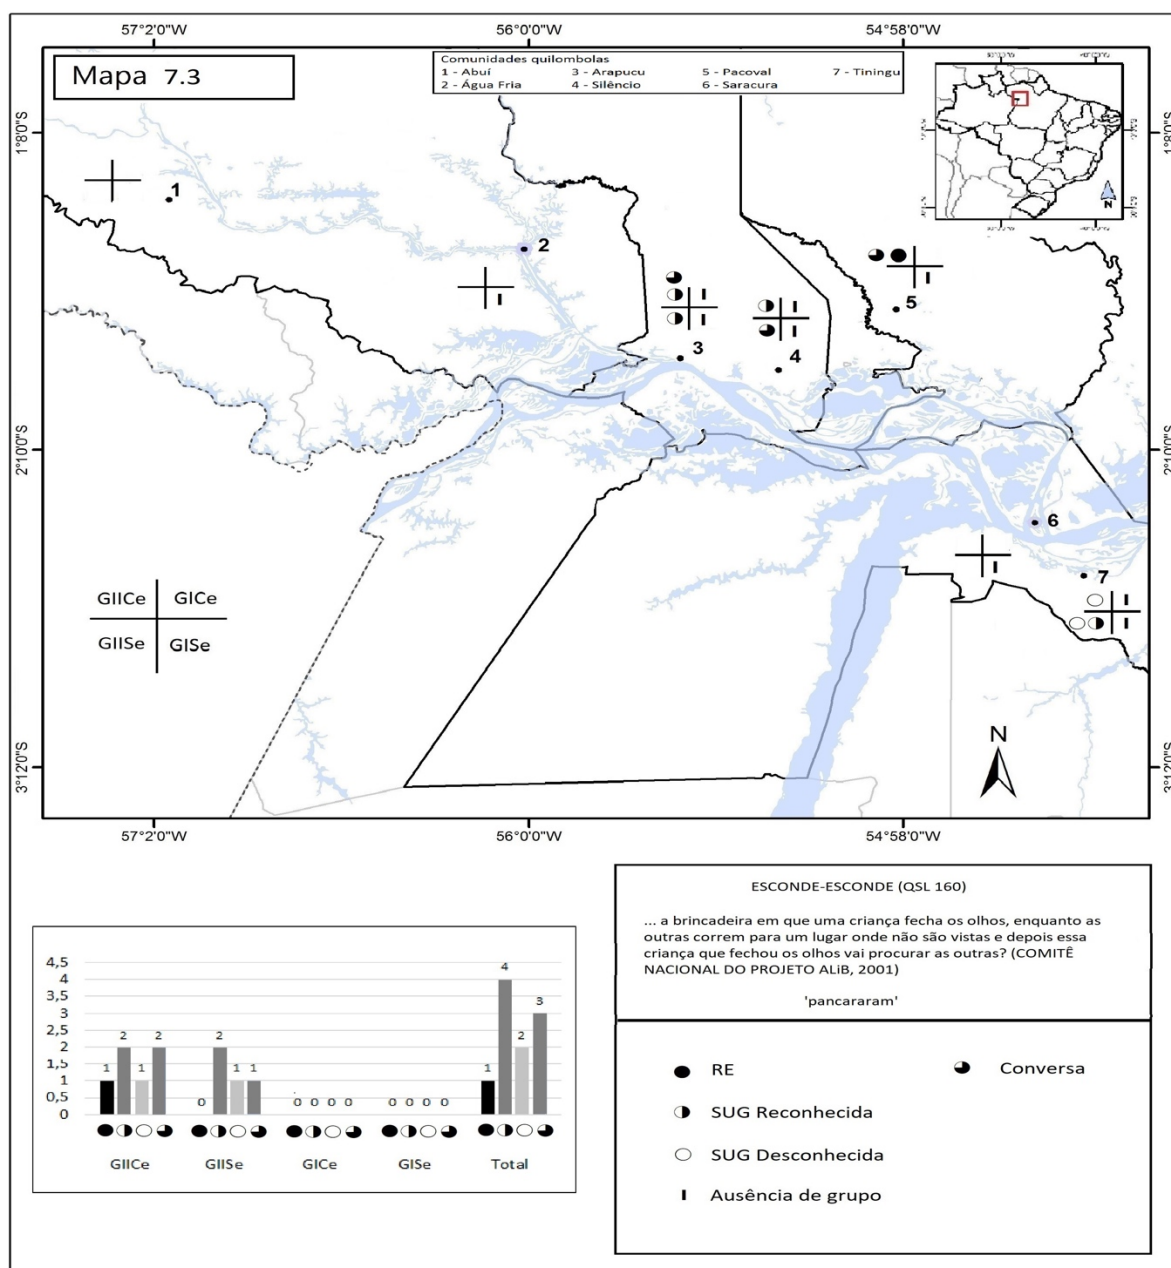 57°2'0"W
56°0'0"W
54°58'0"W
Mapa 7.3
Comunidades quilombolas
1 - Abuí
3 - Arapucu
5 - Pacoval
7 - Tiningu
2 - Água Fria
4 - Silêncio
6 - Saracura
1°8'0"S
1°8'0"S
N
1
2
3
4
5
6
7
2°10'0"S
2°10'0"S
GIICe
GICe
GIISe
GISe
N
3°12'0"S
3°12'0"S
57°2'0"W
56°0'0"W
54°58'0"W
ESCONDE-ESCONDE (QSL 160)
... a brincadeira em que uma criança fecha os olhos, enquanto as
outras correm para um lugar onde não são vistas e depois essa
criança que fechou os olhos vai procurar as outras? (COMITÊ
NACIONAL DO PROJETO ALiB, 2001)
'pancararam'
4,5
4
3,5
3
2,5
2
1,5
1
0,5
0
1 2 1 2
0 2 1 1
0 0 0 0
0 0 0 0
1 4 2 3
GIICe
GIISe
GICe
GISe
Total
RE
Conversa
SUG Reconhecida
SUG Desconhecida
Ausência de grupo